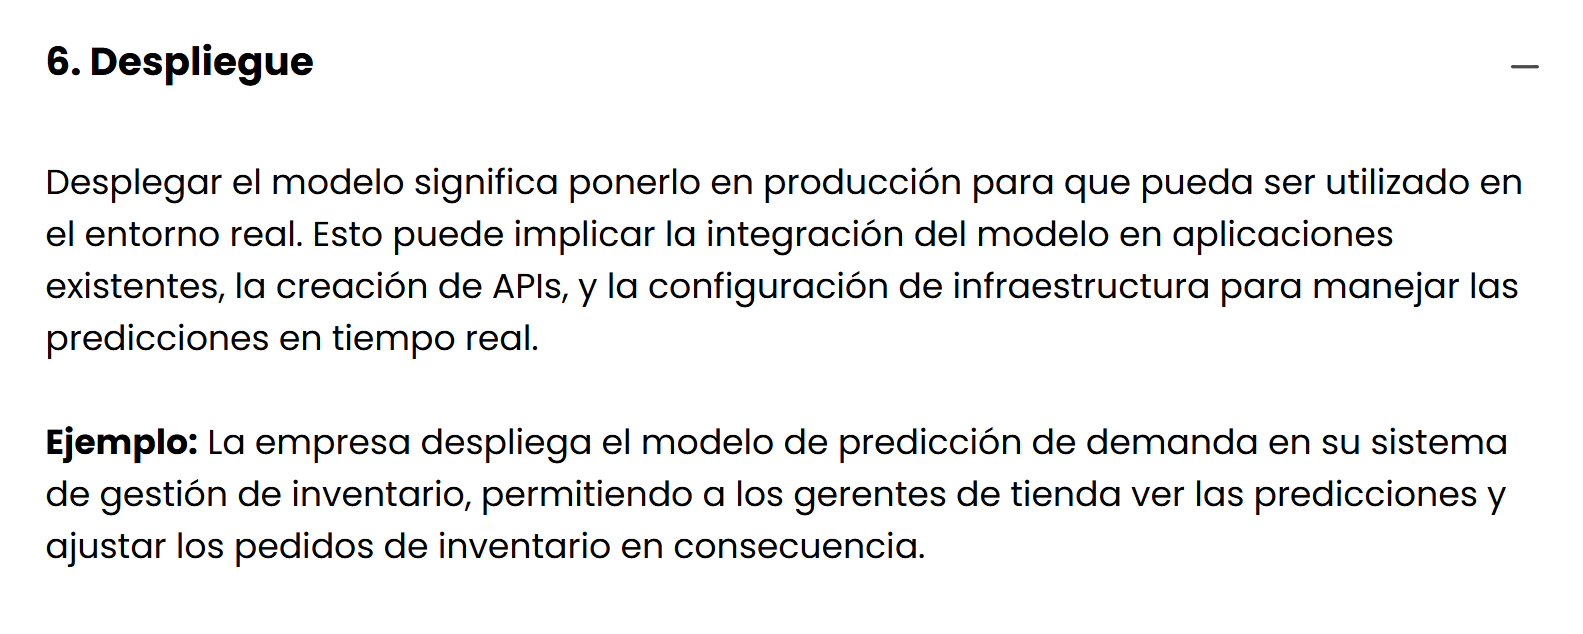 6. Despliegue
Desplegar el modelo significa ponerlo en producción para que pueda ser utilizado en
el entorno real. Esto puede implicar la integración del modelo en aplicaciones
existentes, la creación de APIs, y la configuración de infraestructura para manejar las
predicciones en tiempo real.
Ejemplo: La empresa despliega el modelo de predicción de demanda en su sistema
de gestión de inventario, permitiendo a los gerentes de tienda ver las predicciones y
ajustar los pedidos de inventario en consecuencia.